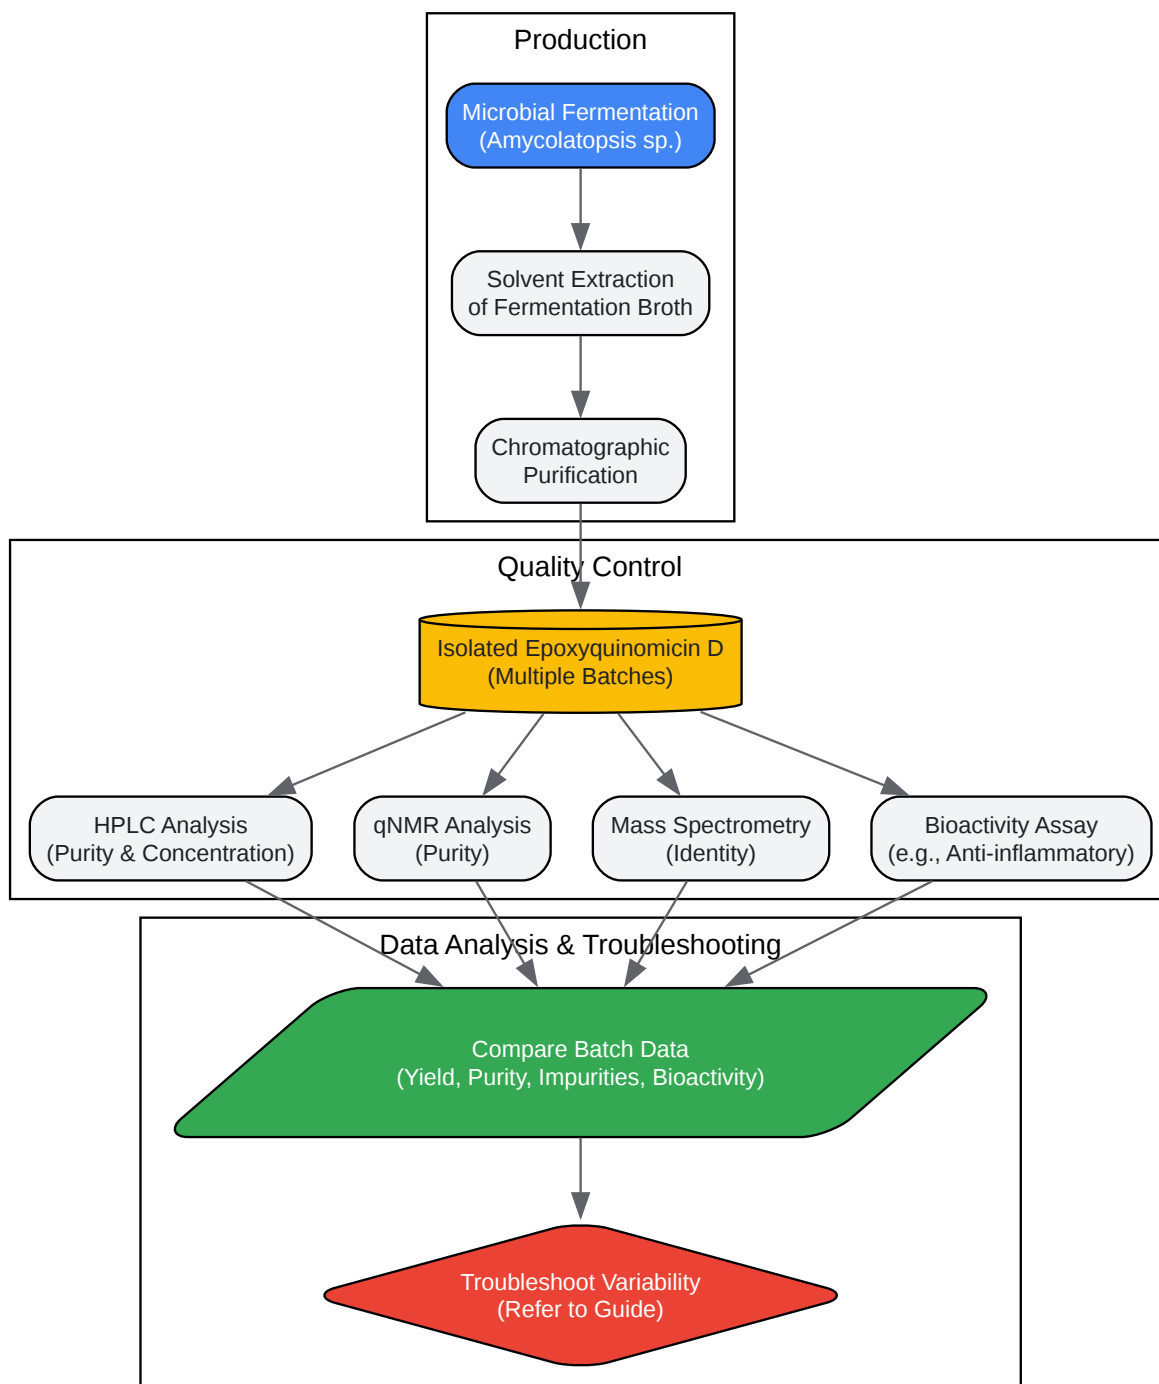 Production
Microbial Fermentation
(Amycolatopsis sp.)
Solvent Extraction
of Fermentation Broth
Chromatographic
Purification
Quality Control
Isolated Epoxyquinomicin D
(Multiple Batches)
HPLC Analysis
(Purity & Concentration)
qNMR Analysis
(Purity)
Mass Spectrometry
(Identity)
Bioactivity Assay
(e.g., Anti-inflammatory)
Data Analysis & Troubleshooting
Compare Batch Data
(Yield, Purity, Impurities, Bioactivity)
Troubleshoot Variability
(Refer to Guide)